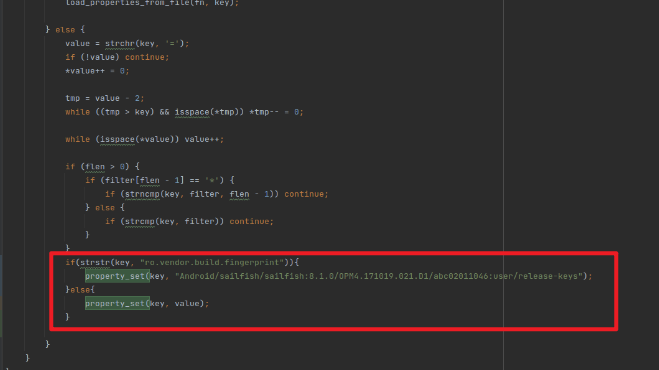 load_properties_from_file(fn, key);
} else {
value = strchr(key, '=');
if (!value) continue;
*value++ = 0;
tmp = value - 2;
while ((tmp > key) && isspace(*tmp)) *tmp-- = 0;
while (isspace(*value)) value++;
if (flen > 0) {
if (filter[flen - 1] == '*') {
if (strncmp(key, filter, flen - 1)) continue;
} else {
if (strcmp(key, filter)) continue;
}
}
if(strstr(key, "ro.vendor.build.fingerprint")){
property_set(key, "Android/sailfish/sailfish:8.1.0/OPM4.171019.021.D1/abc02011046:user/release-keys");
}else{
property_set(key, value);
}
}
}